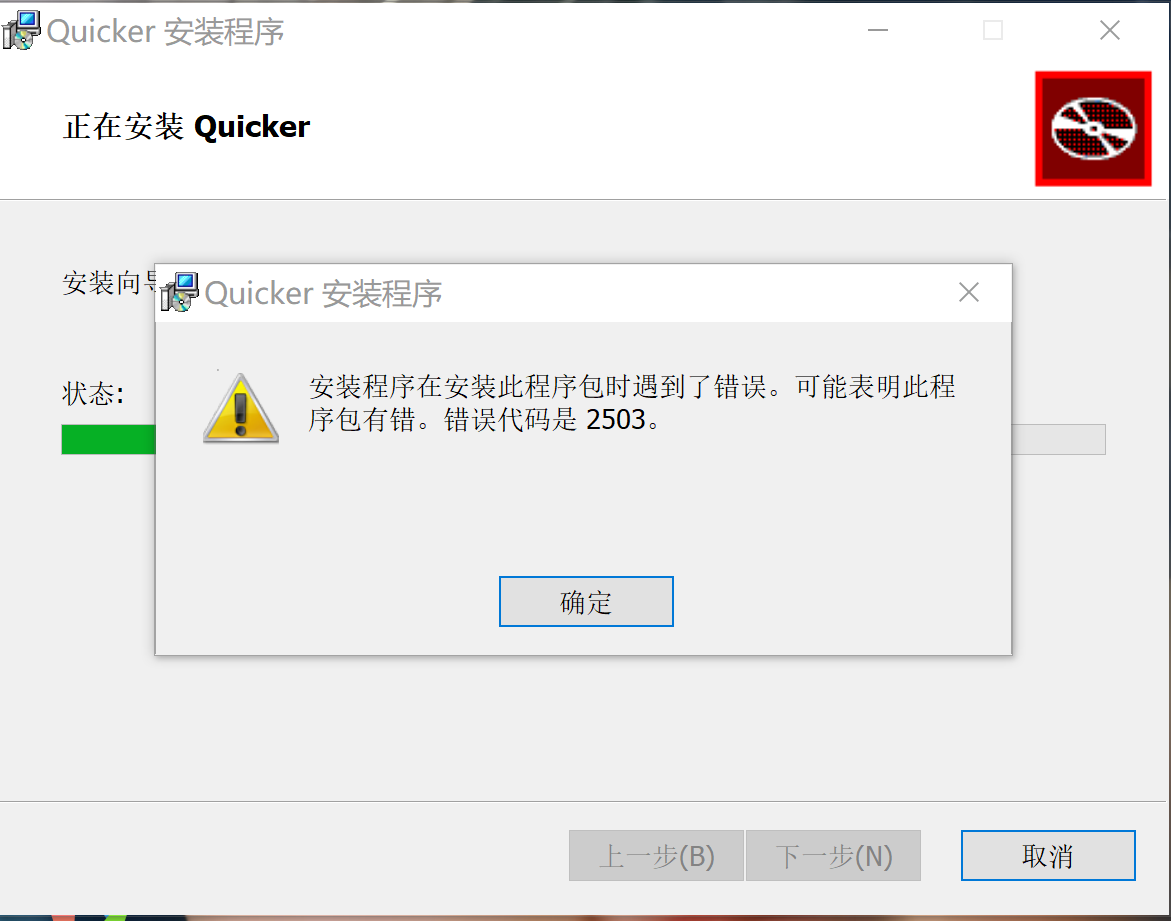 Quicker 安装程序
正在安装 Quicker
安装向导
Quicker 安装程序
状态:
安装程序在安装此程序包时遇到了错误。可能表明此程
序包有错。错误代码是 2503。
确定
上一步(B)
下一步(N)
取消